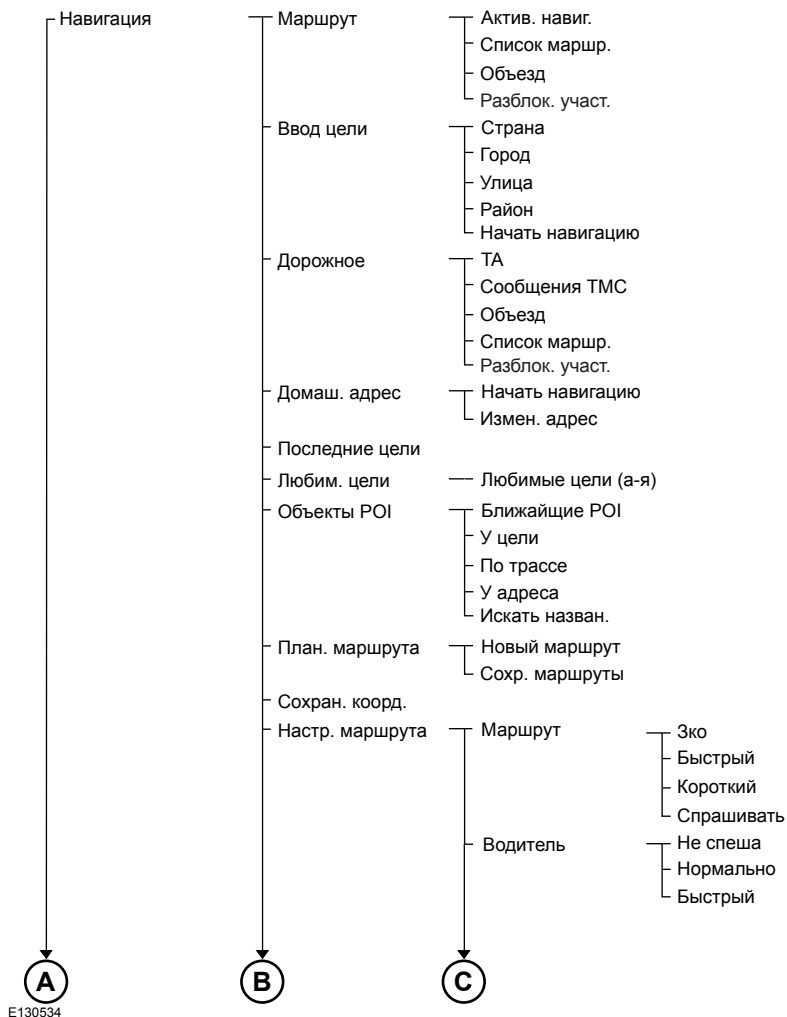 Навигация
Маршрут
Актив. навиг.
Список маршр.
Объезд
Разблок. участ.
Ввод цели
Страна
Город
Улица
Район
Начать навигацию
Дорожное
TA
Сообщения TMC
Объезд
Список маршр.
Разблок. участ.
Домаш. адрес
Начать навигацию
Измен. адрес
Последние цели
Любим. цели
Любимые цели (а-я)
Объекты POI
Ближайщие POI
У цели
По трассе
У адреса
Искать назван.
План. маршрута
Новый маршрут
Сохр. маршруты
Сохран. коорд.
Настр. маршрута
Маршрут
Зко
Быстрый
Короткий
Спрашивать
Водитель
Не спеша
Нормально
Быстрый
A
B
C
E130534